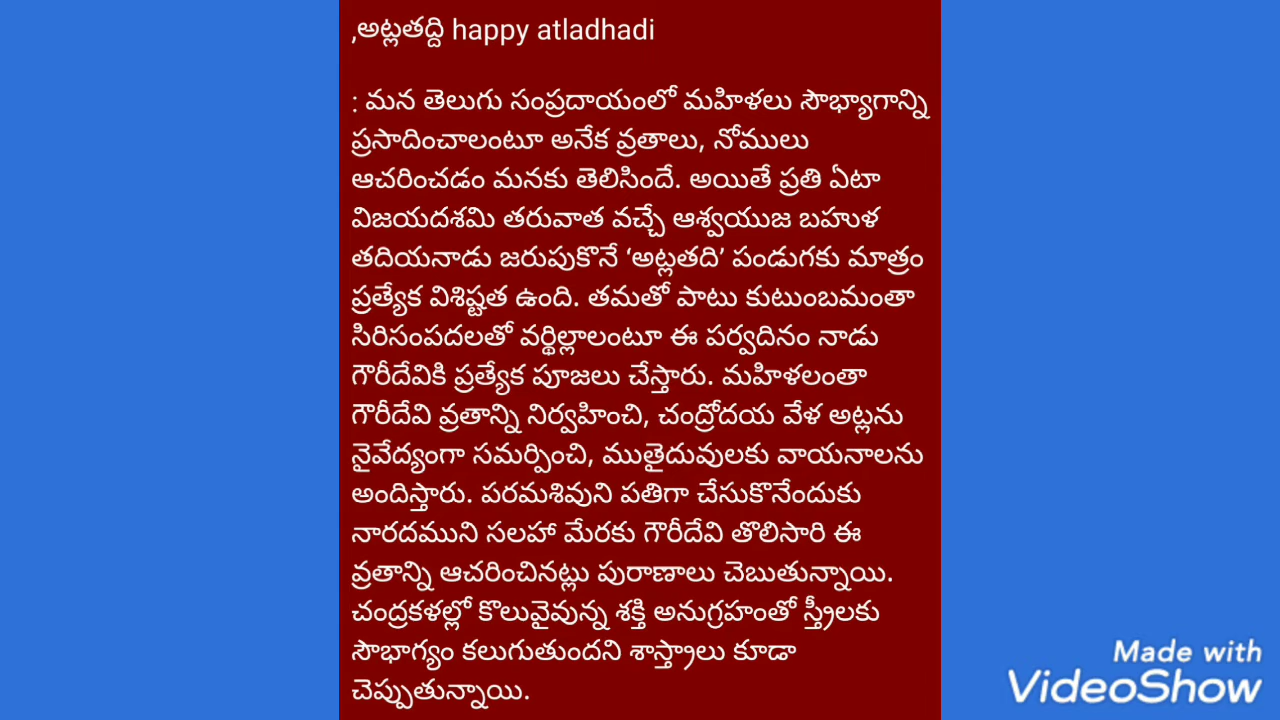 ,అట్లతద్ది happy atladhadi
: మన తెలుగు సంప్రదాయంలో మహిళలు సౌభ్యాగాన్ని
ప్రసాదించాలంటూ అనేక వ్రతాలు, నోములు
ఆచరించడం మనకు తెలిసిందే. అయితే ప్రతి ఏటా
విజయదశమి తరువాత వచ్చే ఆశ్వయుజ బహుళ
తదియనాడు జరుపుకొనే ‘అట్లతది’ పండుగకు మాత్రం
ప్రత్యేక విశిష్టత ఉంది. తమతో పాటు కుటుంబమంతా
సిరిసంపదలతో వర్థిల్లాలంటూ ఈ పర్వదినం నాడు
గౌరీదేవికి ప్రత్యేక పూజలు చేస్తారు. మహిళలంతా
గౌరీదేవి వ్రతాన్ని నిర్వహించి, చంద్రోదయ వేళ అట్లను
నైవేద్యంగా సమర్పించి, ముతైదువులకు వాయనాలను
అందిస్తారు. పరమశివుని పతిగా చేసుకొనేందుకు
నారదముని సలహా మేరకు గౌరీదేవి తొలిసారి ఈ
వ్రతాన్ని ఆచరించినట్లు పురాణాలు చెబుతున్నాయి.
చంద్రకళల్లో కొలువైవున్న శక్తి అనుగ్రహంతో స్త్రీలకు
సౌభాగ్యం కలుగుతుందని శాస్త్రాలు కూడా
చెప్పుతున్నాయి.
Made with
VideoShow